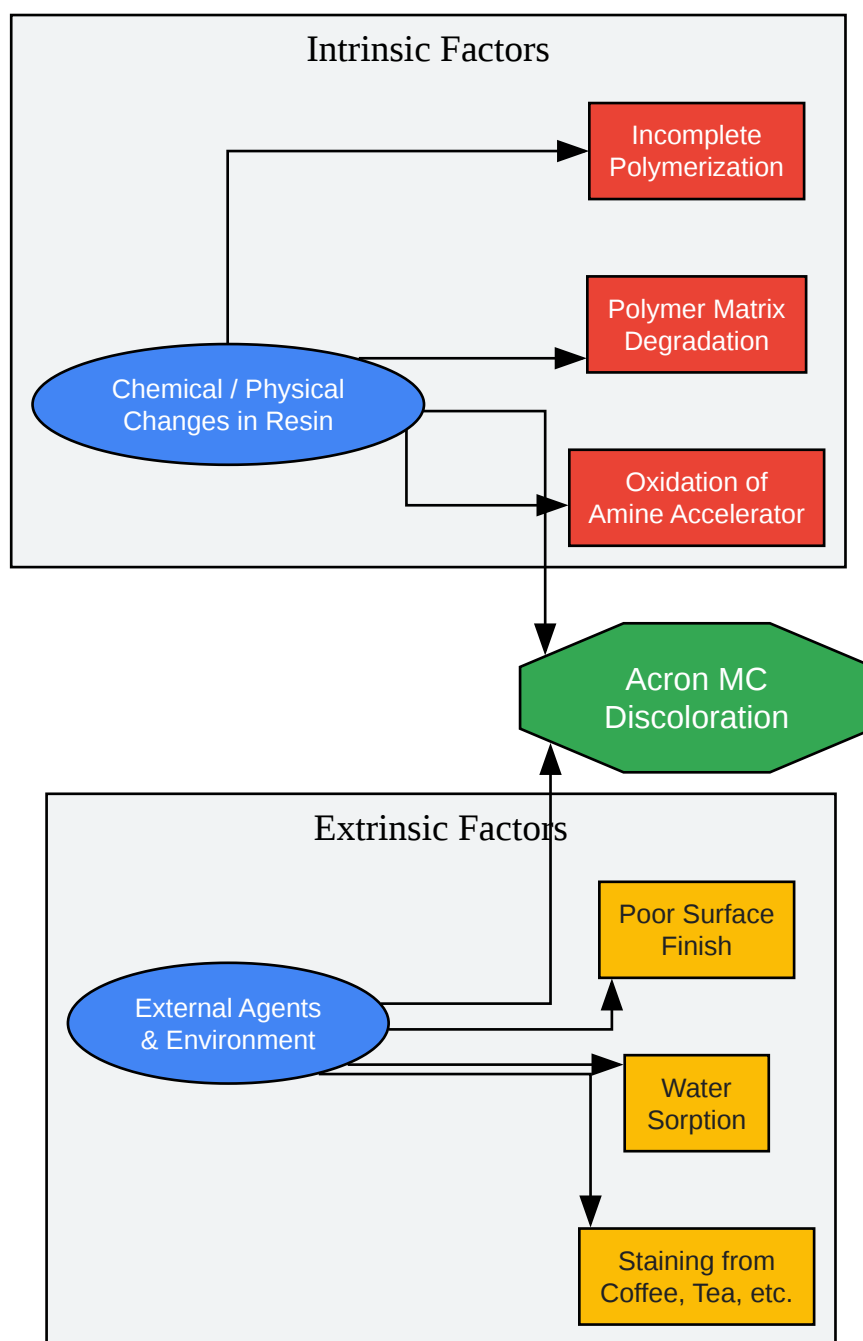 Intrinsic Factors
Incomplete
Polymerization
Polymer Matrix
Degradation
Chemical / Physical
Changes in Resin
Oxidation of
Amine Accelerator
Acron MC
Discoloration
Extrinsic Factors
Poor Surface
Finish
External Agents
& Environment
Water
Sorption
Staining from
Coffee, Tea, etc.